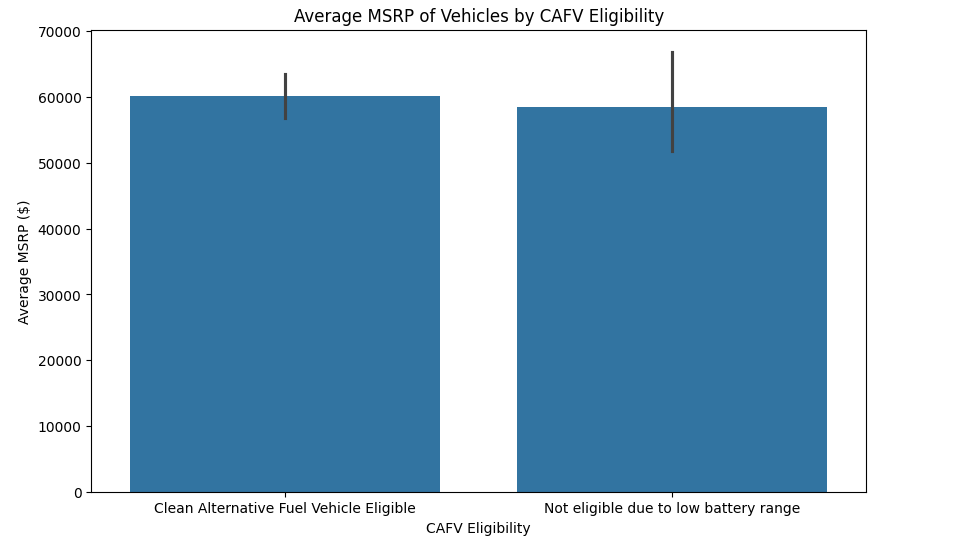 Average MSRP of Vehicles by CAFV Eligibility
70000
60000
50000
40000
30000
20000
10000
0
Average MSRP ($)
Clean Alternative Fuel Vehicle Eligible
Not eligible due to low battery range
CAFV Eligibility